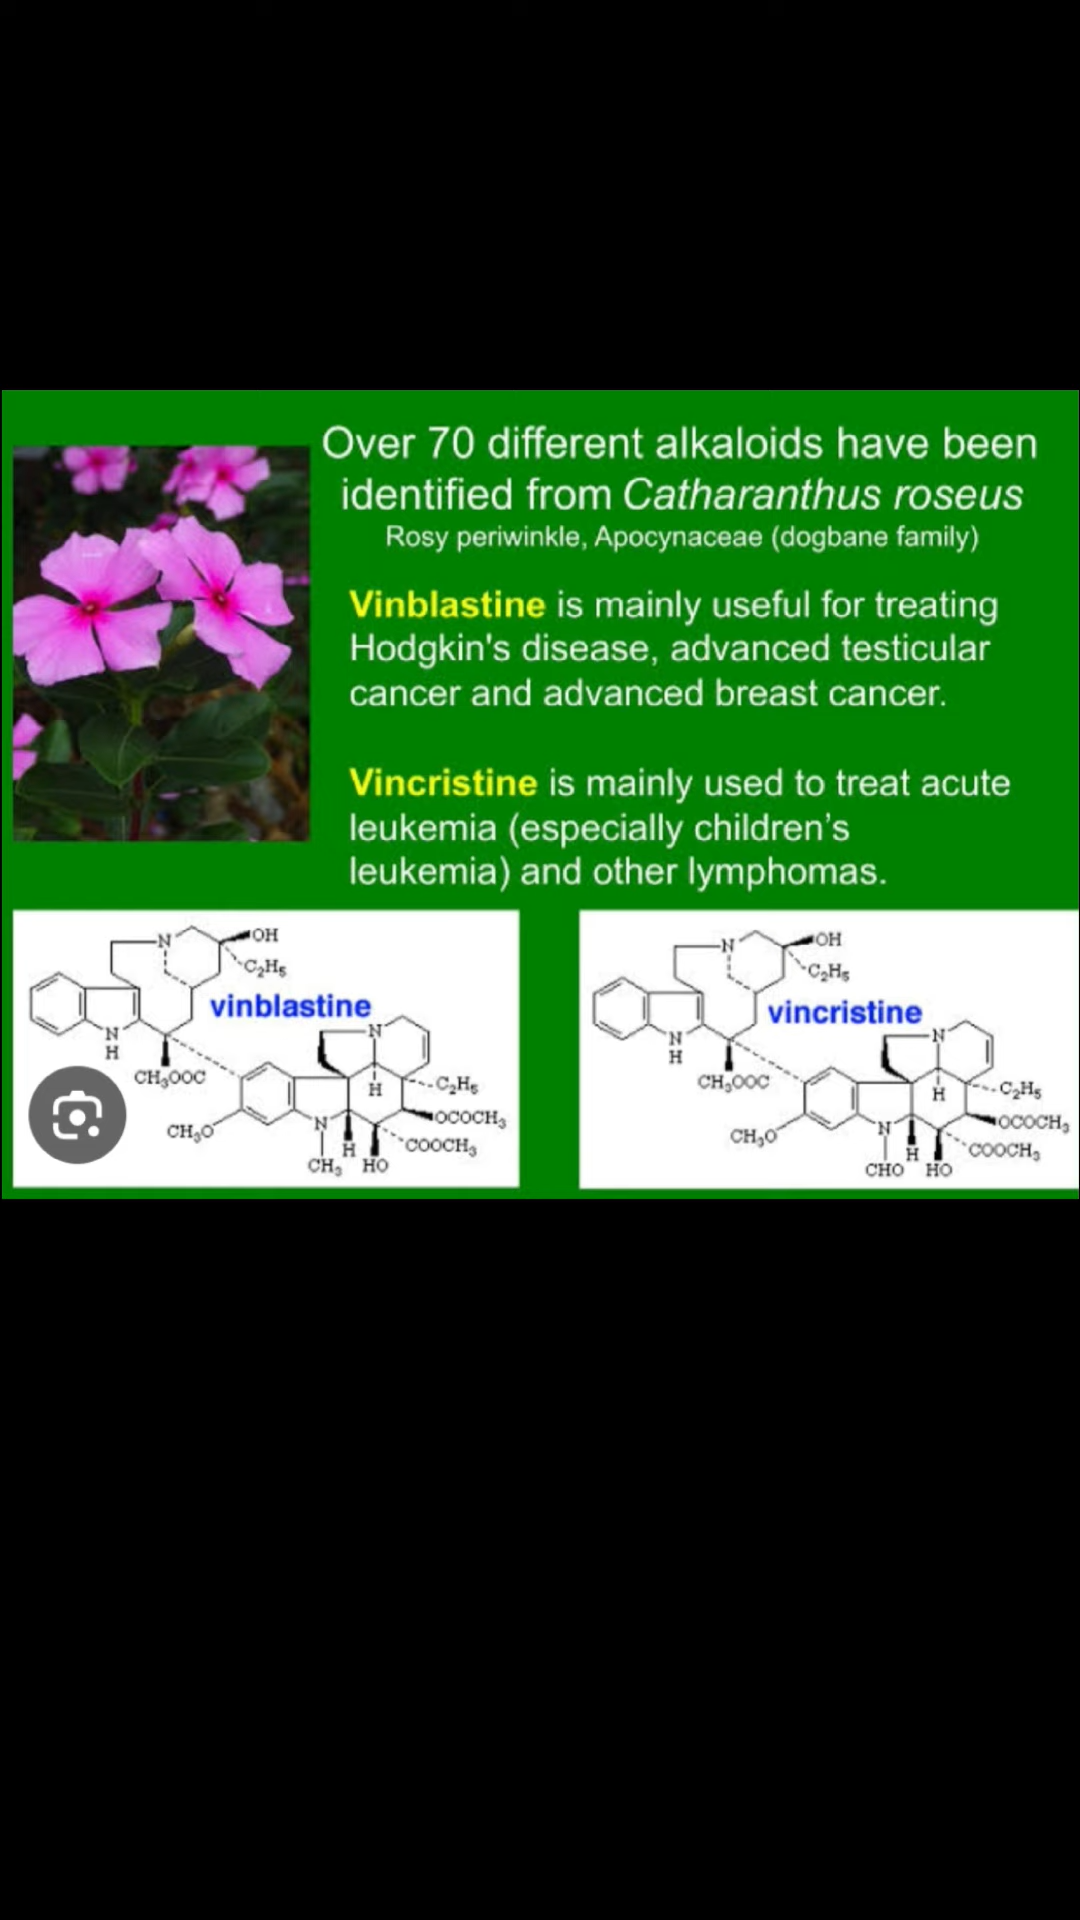 Over 70 different alkaloids have been
identified from Catharanthus roseus
Rosy periwinkle, Apocynaceae (dogbane family)
Vinblastine is mainly useful for treating
Hodgkin's disease, advanced testicular
cancer and advanced breast cancer.
Vincristine is mainly used to treat acute
leukemia (especially children’s
leukemia) and other lymphomas.
N
OH
C₂H₅
vinblastine
N
H
CH₃OOC
N
H
C₂H₅
OCOCH₃
COOCH₃
CH₃O
N
H
CH₃
HO
N
OH
C₂H₅
vincristine
N
H
CH₃OOC
N
H
C₂H₅
OCOCH₃
COOCH₃
CH₃O
N
H
CHO
HO